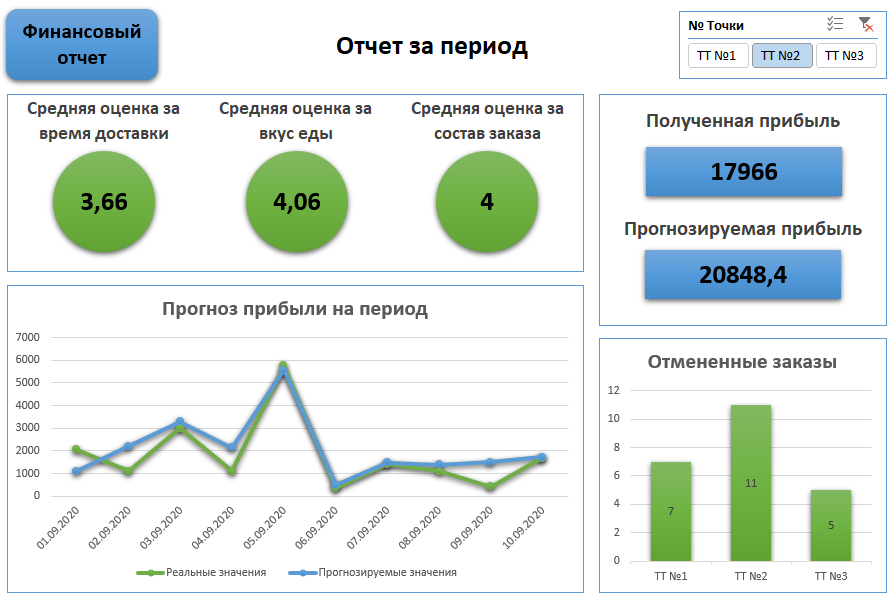 Финансовый
отчет
Отчет за период
№ Точки
ТТ №1
ТТ №2
ТТ №3
Средняя оценка за
время доставки
3,66
Средняя оценка за
вкус еды
4,06
Средняя оценка за
состав заказа
4
Полученная прибыль
17966
Прогнозируемая прибыль
20848,4
Прогноз прибыли на период
7000
6000
5000
4000
3000
2000
1000
0
01.09.2020
02.09.2020
03.09.2020
04.09.2020
05.09.2020
06.09.2020
07.09.2020
08.09.2020
09.09.2020
10.09.2020
Реальные значения
Прогнозируемые значения
Отмененные заказы
12
10
8
6
4
2
0
7
11
5
ТТ №1
ТТ №2
ТТ №3